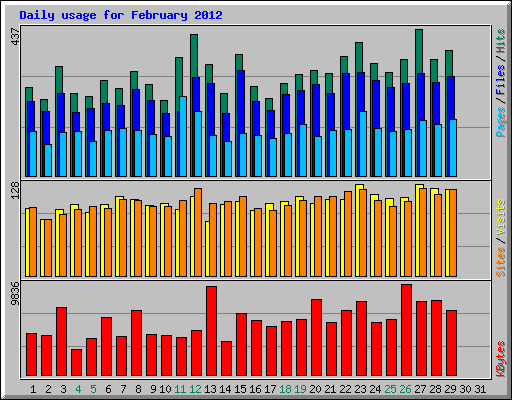 Daily usage for February 2012
437
Pages / Files / Hits
128
Sites / Visits
9836
KBytes
1 2 3 4 5 6 7 8 9 10 11 12 13 14 15 16 17 18 19 20 21 22 23 24 25 26 27 28 29 30 31